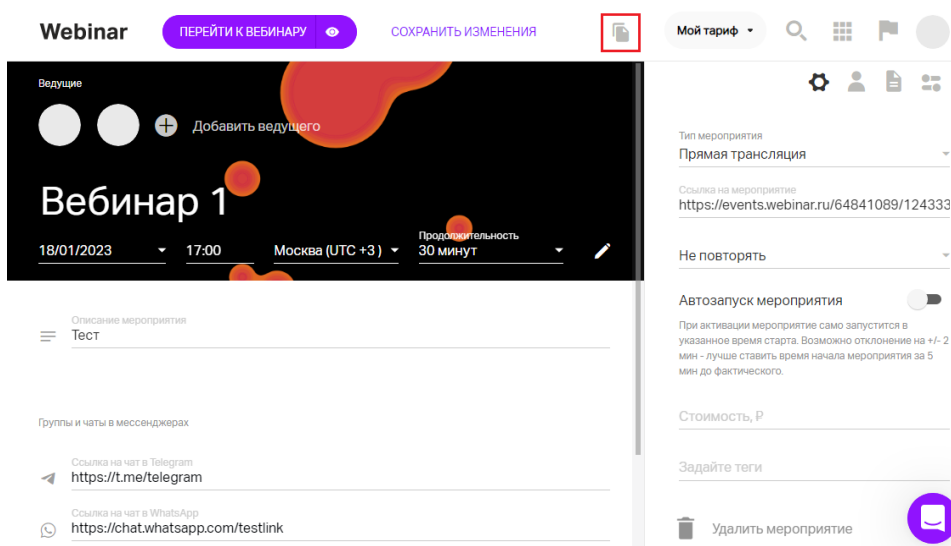 Webinar
ПЕРЕЙТИ К ВЕБИНАРУ
СОХРАНИТЬ ИЗМЕНЕНИЯ
Мой тариф
Ведущие
Добавить ведущего
Вебинар 1
Продолжительность
18/01/2023 17:00 Москва (UTC +3 ) 30 минут
Описание мероприятия
Тест
Группы и чаты в мессенджерах
Ссылка на чат в Telegram
https://t.me/telegram
Ссылка на чат в WhatsApp
https://chat.whatsapp.com/testlink
Тип мероприятия
Прямая трансляция
Ссылка на мероприятие
https://events.webinar.ru/64841089/124333
Не повторять
Автозапуск мероприятия
При активации мероприятие само запустится в
указанное время старта. Возможно отклонение на +/- 2
мин - лучше ставить время начала мероприятия за 5
мин до фактического.
Стоимость, ₽
Задайте теги
Удалить мероприятие